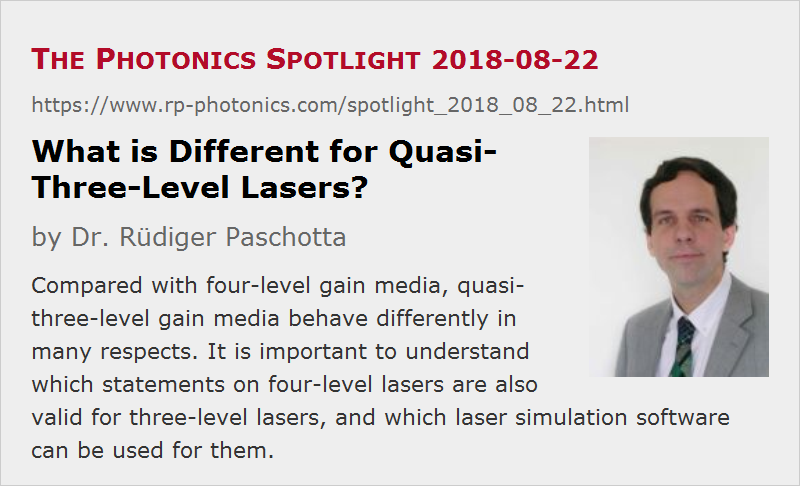 The Photonics Spotlight 2018-08-22
https://www.rp-photonics.com/spotlight_2018_08_22.html
What is Different for Quasi-
Three-Level Lasers?
by Dr. Rüdiger Paschotta
Compared with four-level gain media, quasi-
three-level gain media behave differently in
many respects. It is important to understand
which statements on four-level lasers are also
valid for three-level lasers, and which laser simulation software
can be used for them.